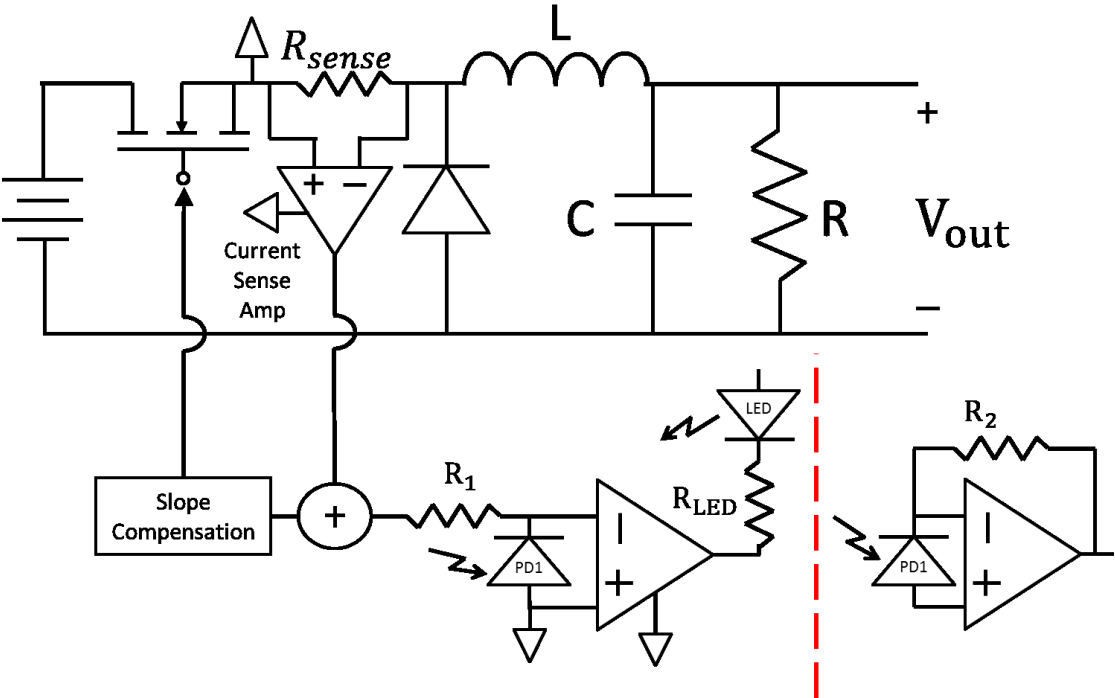 L
R_sense
+
+ −
C
R
V_out
Current
Sense
Amp
−
LED
R_2
R_1
R_LED
Slope
Compensation
+
−
PD1
+
−
PD1
+